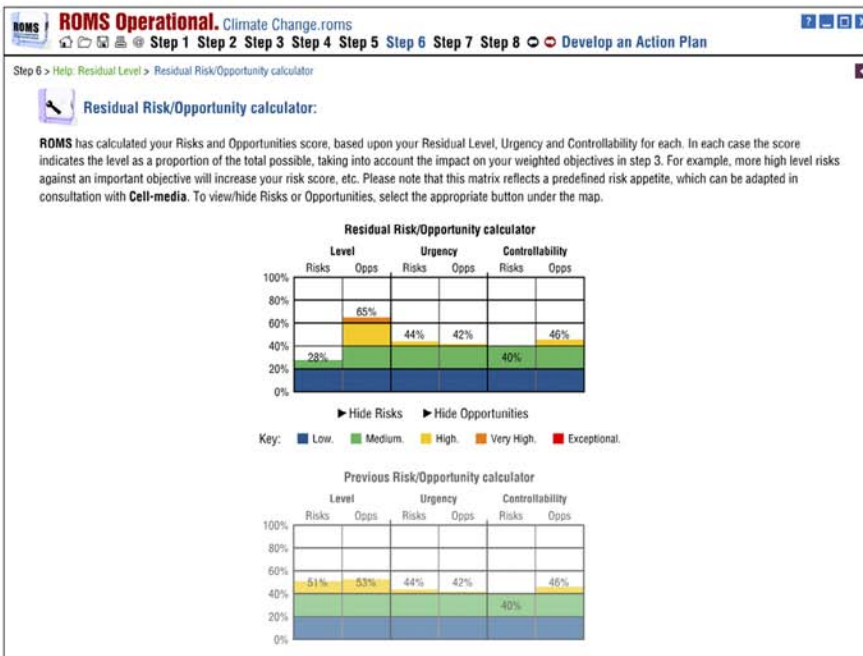 ROMS
ROMS Operational. Climate Change.roms
@ Step 1 Step 2 Step 3 Step 4 Step 5 Step 6 Step 7 Step 8 Develop an Action Plan
Step 6 > Help: Residual Level > Residual Risk/Opportunity calculator
Residual Risk/Opportunity calculator:
ROMS has calculated your Risks and Opportunities score, based upon your Residual Level, Urgency and Controllability for each. In each case the score
indicates the level as a proportion of the total possible, taking into account the impact on your weighted objectives in step 3. For example, more high level risks
against an important objective will increase your risk score, etc. Please note that this matrix reflects a predefined risk appetite, which can be adapted in
consultation with Cell-media. To view/hide Risks or Opportunities, select the appropriate button under the map.
Residual Risk/Opportunity calculator
Level Urgency Controllability
Risks Opps Risks Opps Risks Opps
100%
80%
65%
60%
44% 42% 46%
40%
28% 40%
20%
0%
►Hide Risks ►Hide Opportunities
Key: Low. Medium. High. Very High. Exceptional.
Previous Risk/Opportunity calculator
Level Urgency Controllability
Risks Opps Risks Opps Risks Opps
100%
80%
60%
51% 53% 44% 42% 46%
40%
40%
20%
0%